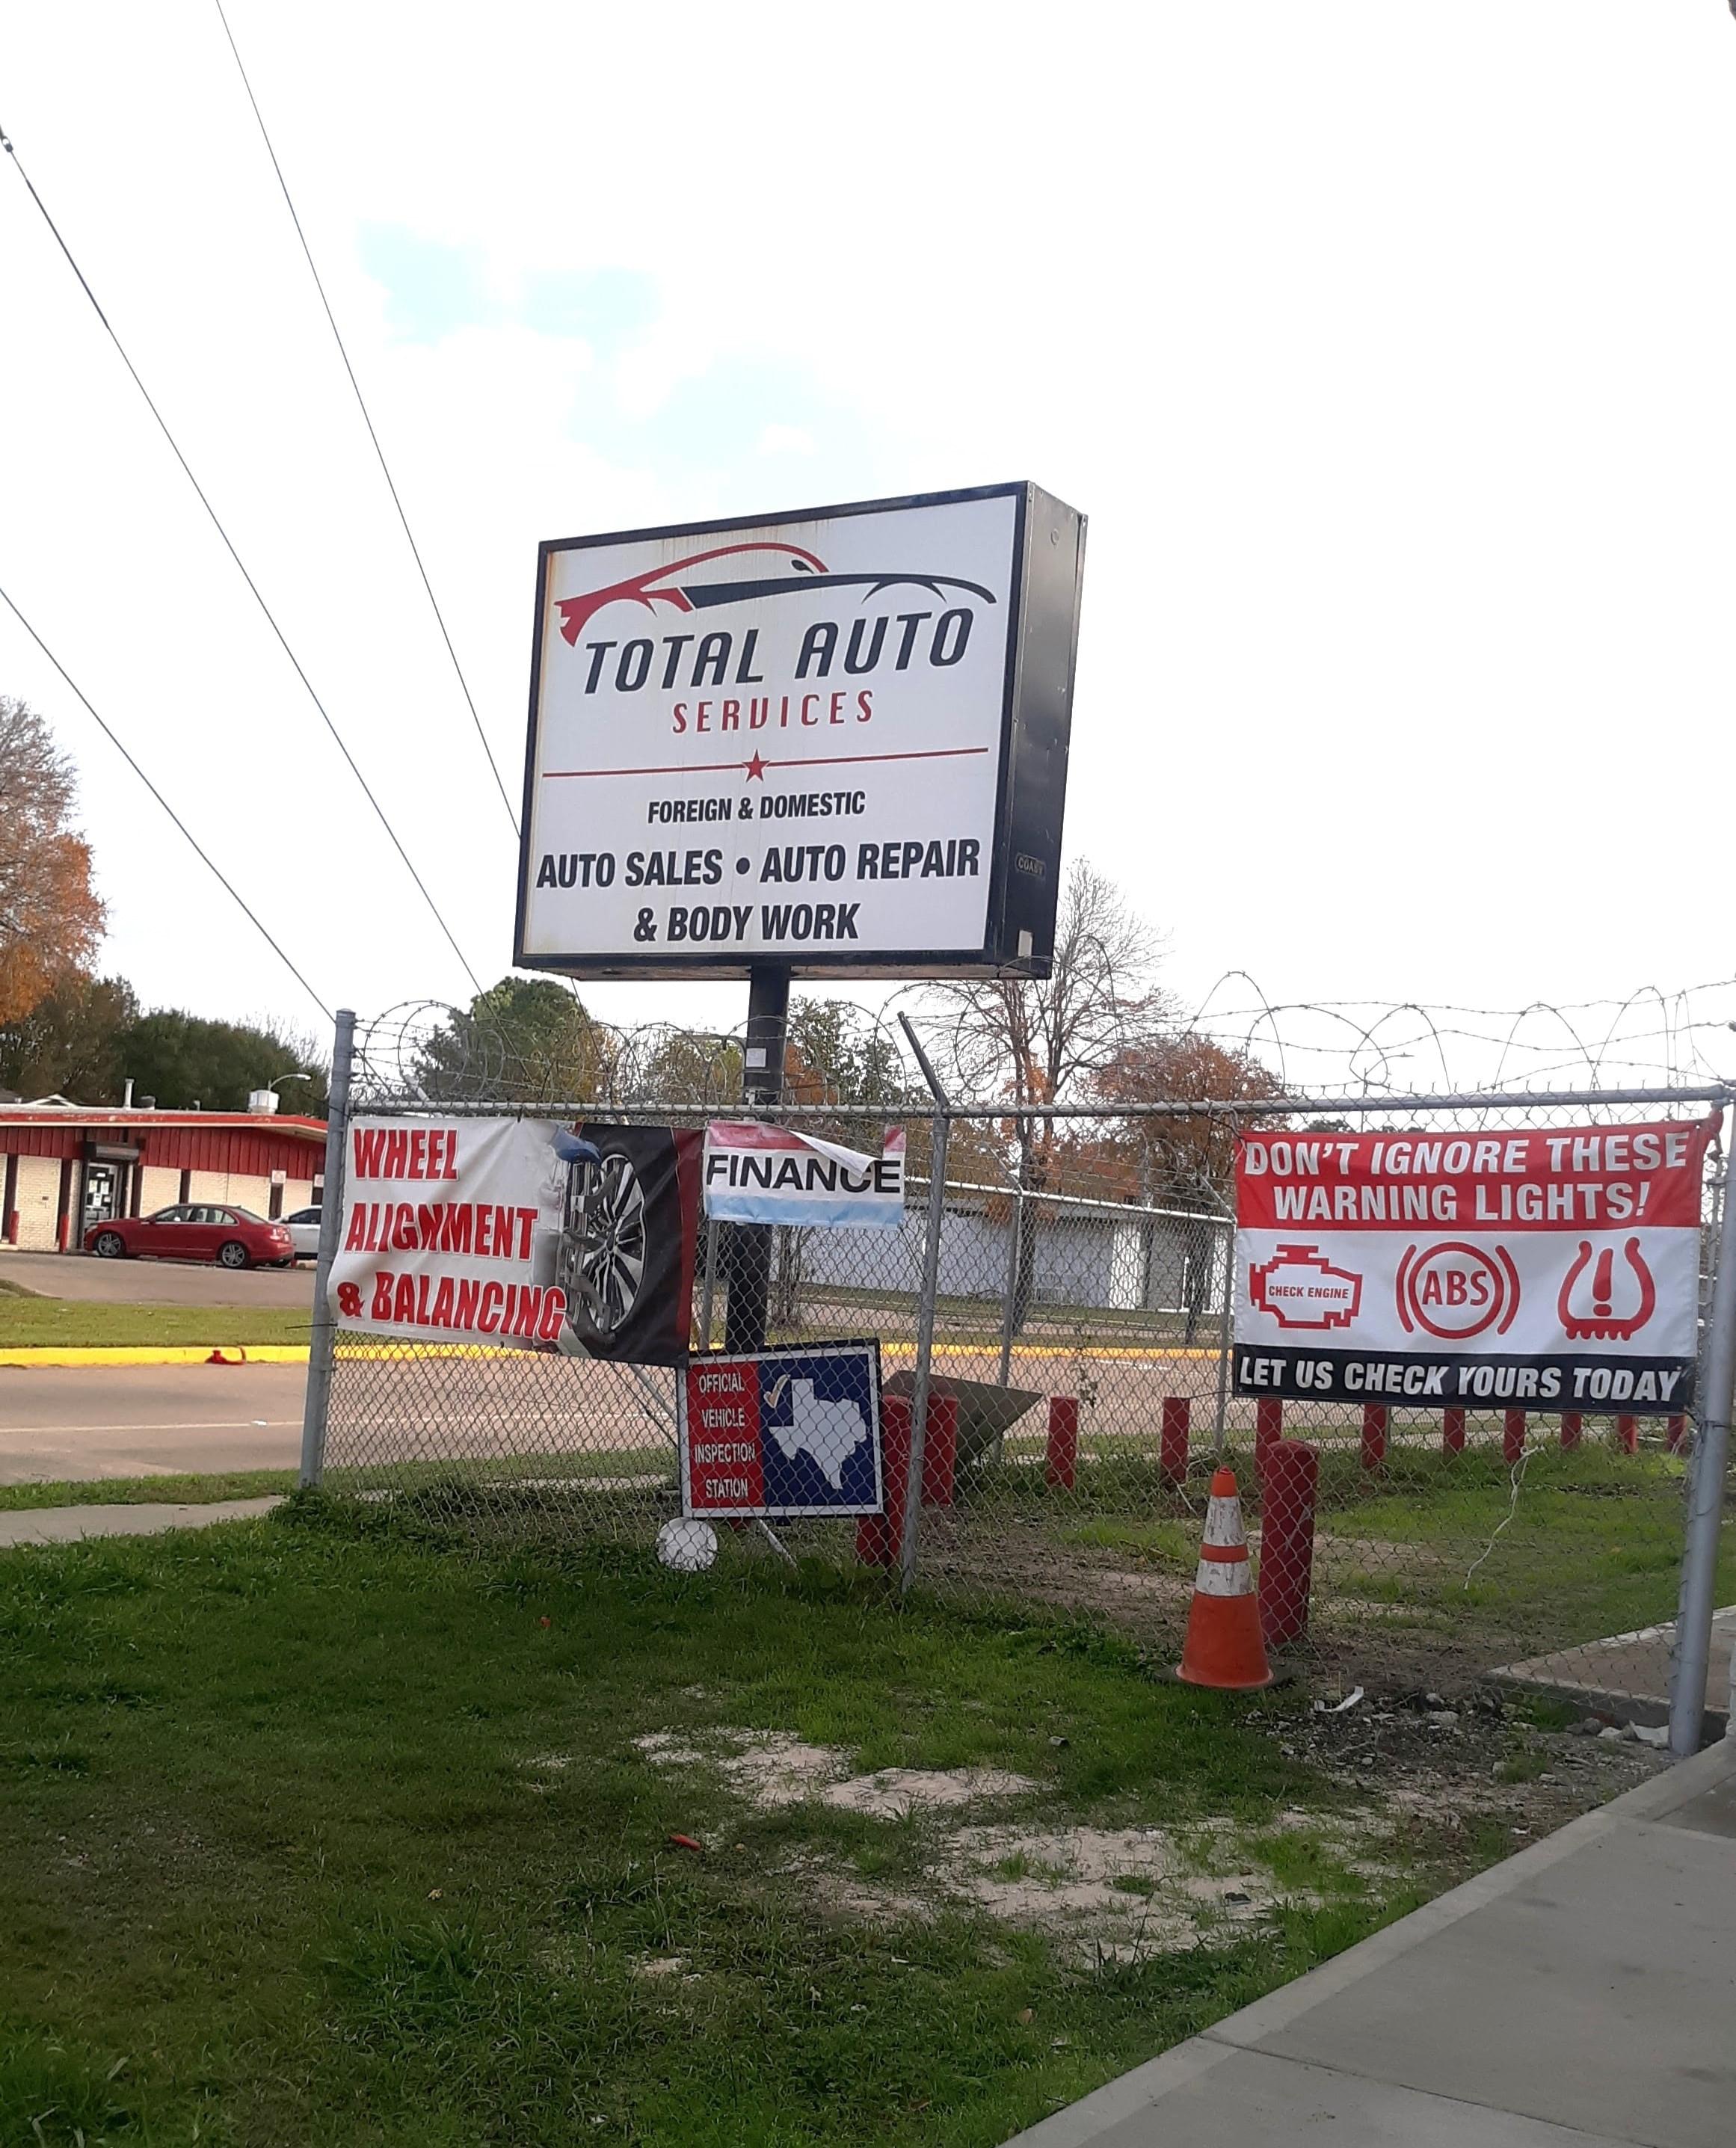 TOTAL AUTO
SERVICES
FOREIGN & DOMESTIC
AUTO SALES • AUTO REPAIR
& BODY WORK
WHEEL
ALIGNMENT
& BALANCING
FINANCE
OFFICIAL
VEHICLE
INSPECTION
STATION
DON'T IGNORE THESE
WARNING LIGHTS!
CHECK ENGINE
ABS
!
LET US CHECK YOURS TODAY